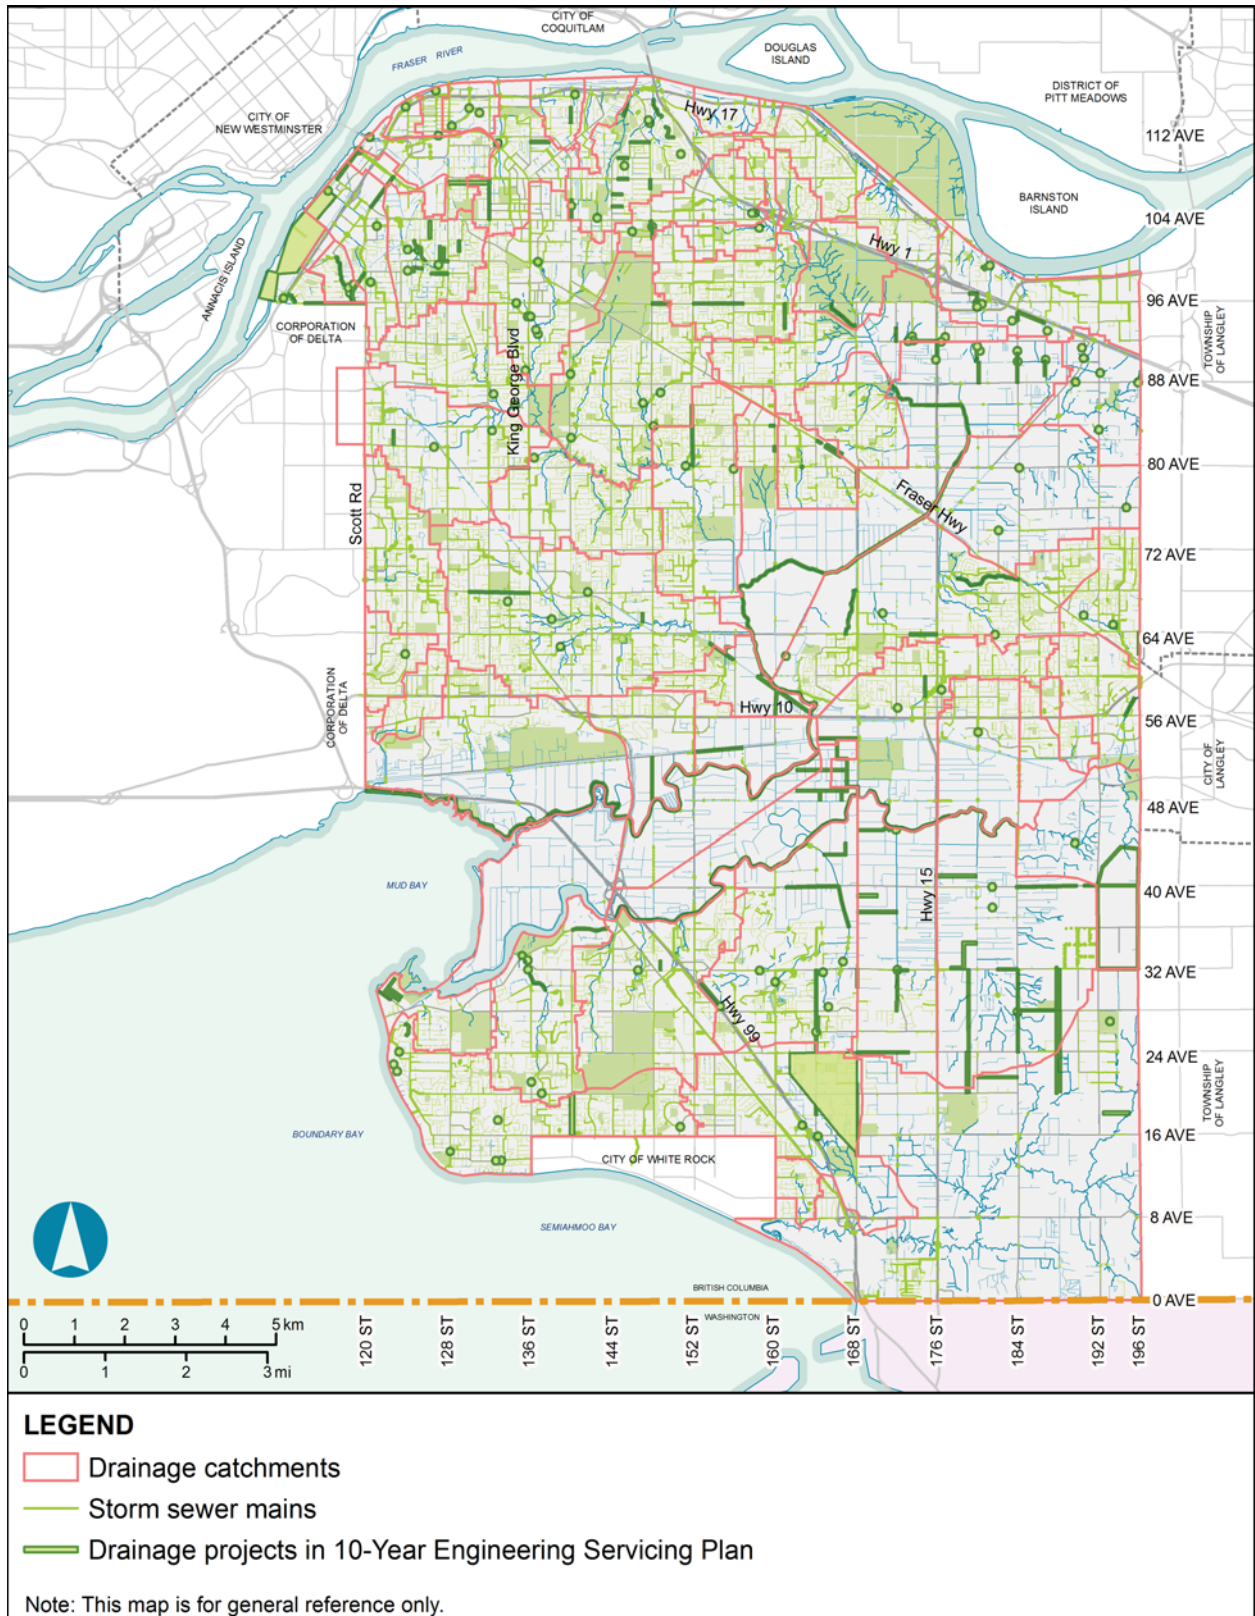 CITY OF
COQUITLAM
FRASER RIVER
DOUGLAS
ISLAND
DISTRICT OF
PITT MEADOWS
CITY OF
NEW WESTMINSTER
Hwy 17
112 AVE
BARNSTON
ISLAND
104 AVE
Hwy 1
ANNACIS ISLAND
96 AVE
CORPORATION
OF DELTA
TOWNSHIP
OF LANGLEY
King George Blvd
88 AVE
80 AVE
Scott Rd
Fraser Hwy
72 AVE
64 AVE
CORPORATION
OF DELTA
Hwy 10
56 AVE
CITY OF
LANGLEY
48 AVE
MUD BAY
Hwy 15
40 AVE
32 AVE
Hwy 99
24 AVE
TOWNSHIP
OF LANGLEY
BOUNDARY BAY
16 AVE
CITY OF WHITE ROCK
SEMIAHMOO BAY
8 AVE
BRITISH COLUMBIA
0 AVE
WASHINGTON
0 1 2 3 4 5 km
0 1 2 3 mi
120 ST
128 ST
136 ST
144 ST
152 ST
160 ST
168 ST
176 ST
184 ST
192 ST
196 ST
LEGEND
Drainage catchments
Storm sewer mains
Drainage projects in 10-Year Engineering Servicing Plan
Note: This map is for general reference only.